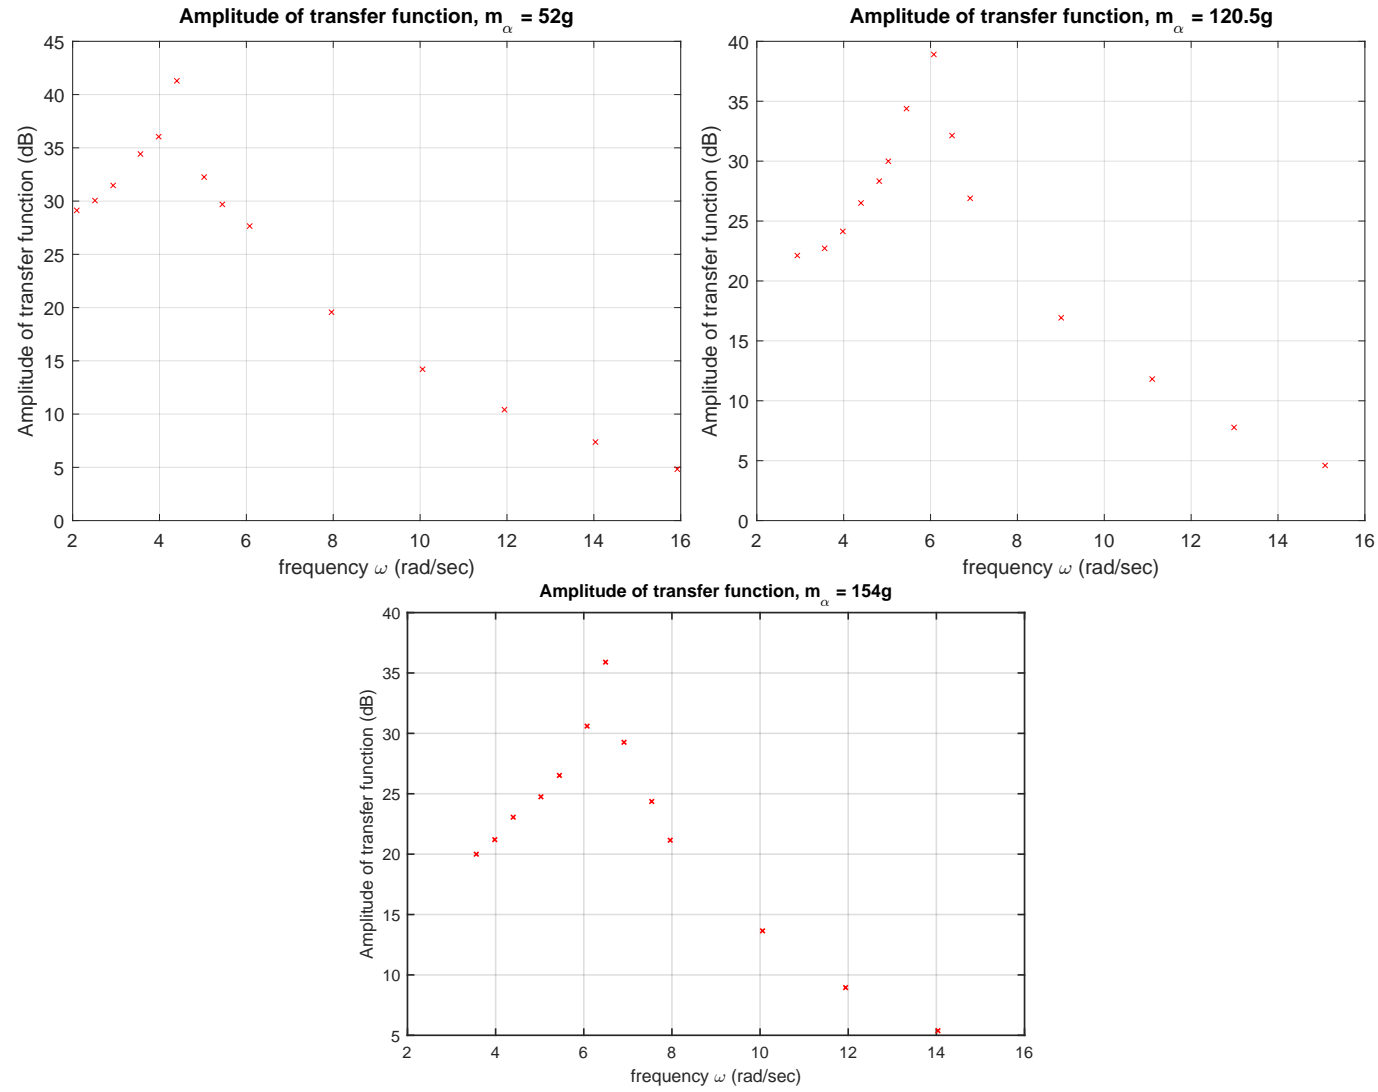 Amplitude of transfer function, mα = 52g
Amplitude of transfer function (dB)
45
40
35
30
25
20
15
10
5
0
2 4 6 8 10 12 14 16
frequency ω (rad/sec)
Amplitude of transfer function, mα = 120.5g
Amplitude of transfer function (dB)
40
35
30
25
20
15
10
5
0
2 4 6 8 10 12 14 16
frequency ω (rad/sec)
Amplitude of transfer function, mα = 154g
Amplitude of transfer function (dB)
40
35
30
25
20
15
10
5
2 4 6 8 10 12 14 16
frequency ω (rad/sec)